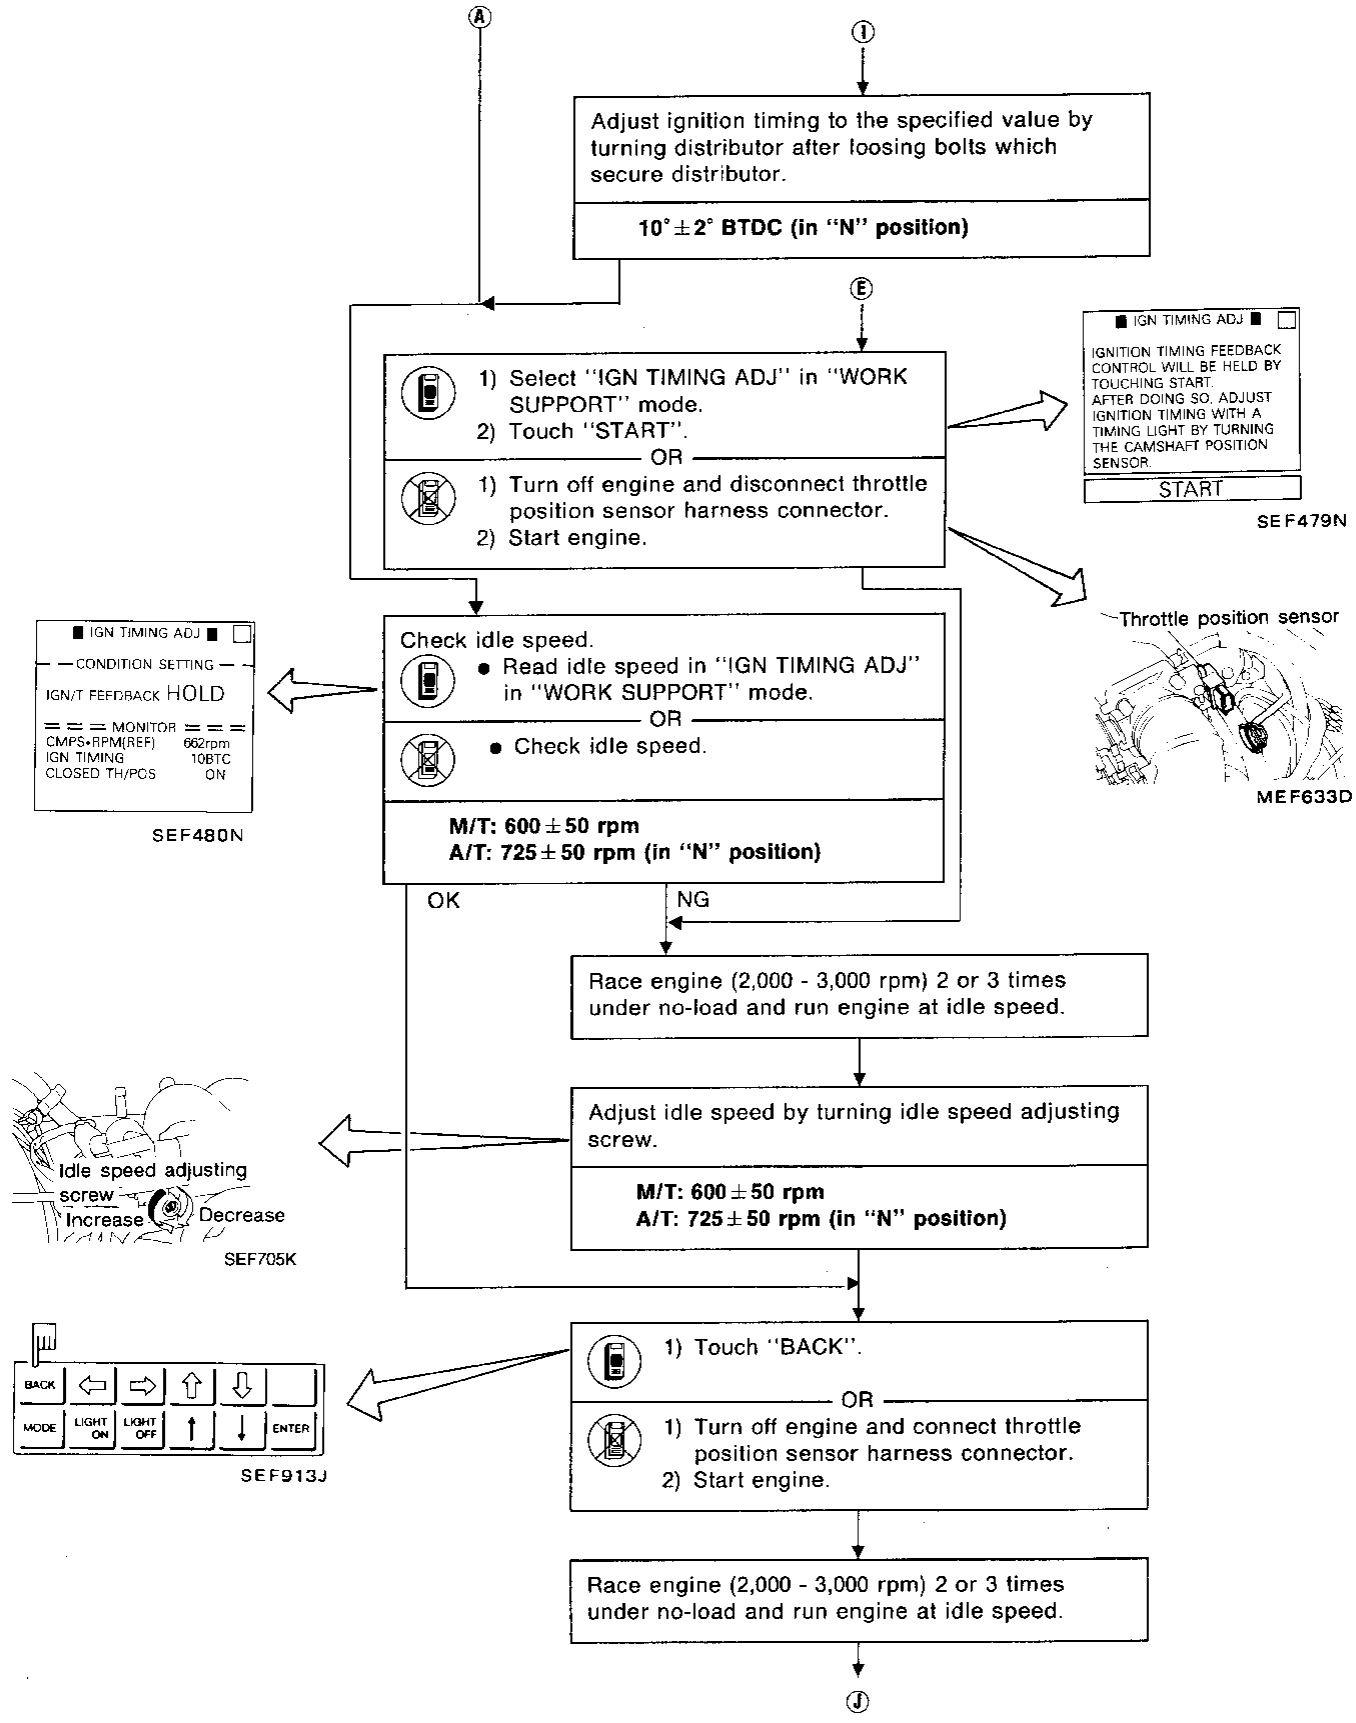 A
I
Adjust ignition timing to the specified value by
turning distributor after loosing bolts which
secure distributor.
10°±2° BTDC (in “N” position)
E
1) Select “IGN TIMING ADJ” in “WORK
SUPPORT” mode.
2) Touch “START”.
OR
1) Turn off engine and disconnect throttle
position sensor harness connector.
2) Start engine.
■ IGN TIMING ADJ ■
IGNITION TIMING FEEDBACK
CONTROL WILL BE HELD BY
TOUCHING START.
AFTER DOING SO, ADJUST
IGNITION TIMING WITH A
TIMING LIGHT BY TURNING
THE CAMSHAFT POSITION
SENSOR.
START
SEF479N
Throttle position sensor
MEF633D
■ IGN TIMING ADJ ■
CONDITION SETTING
IGN/T FEEDBACK HOLD
= = = MONITOR = = =
CMPS•RPM(REF) 662rpm
IGN TIMING 10BTC
CLOSED TH/POS ON
SEF480N
Check idle speed.
● Read idle speed in “IGN TIMING ADJ”
in “WORK SUPPORT” mode.
OR
● Check idle speed.
M/T: 600±50 rpm
A/T: 725±50 rpm (in “N” position)
OK
NG
Race engine (2,000 - 3,000 rpm) 2 or 3 times
under no-load and run engine at idle speed.
Adjust idle speed by turning idle speed adjusting
screw.
M/T: 600±50 rpm
A/T: 725±50 rpm (in “N” position)
Idle speed adjusting
screw
Increase
Decrease
SEF705K
1) Touch “BACK”.
OR
1) Turn off engine and connect throttle
position sensor harness connector.
2) Start engine.
BACK
MODE
LIGHT
ON
LIGHT
OFF
ENTER
SEF913J
Race engine (2,000 - 3,000 rpm) 2 or 3 times
under no-load and run engine at idle speed.
J